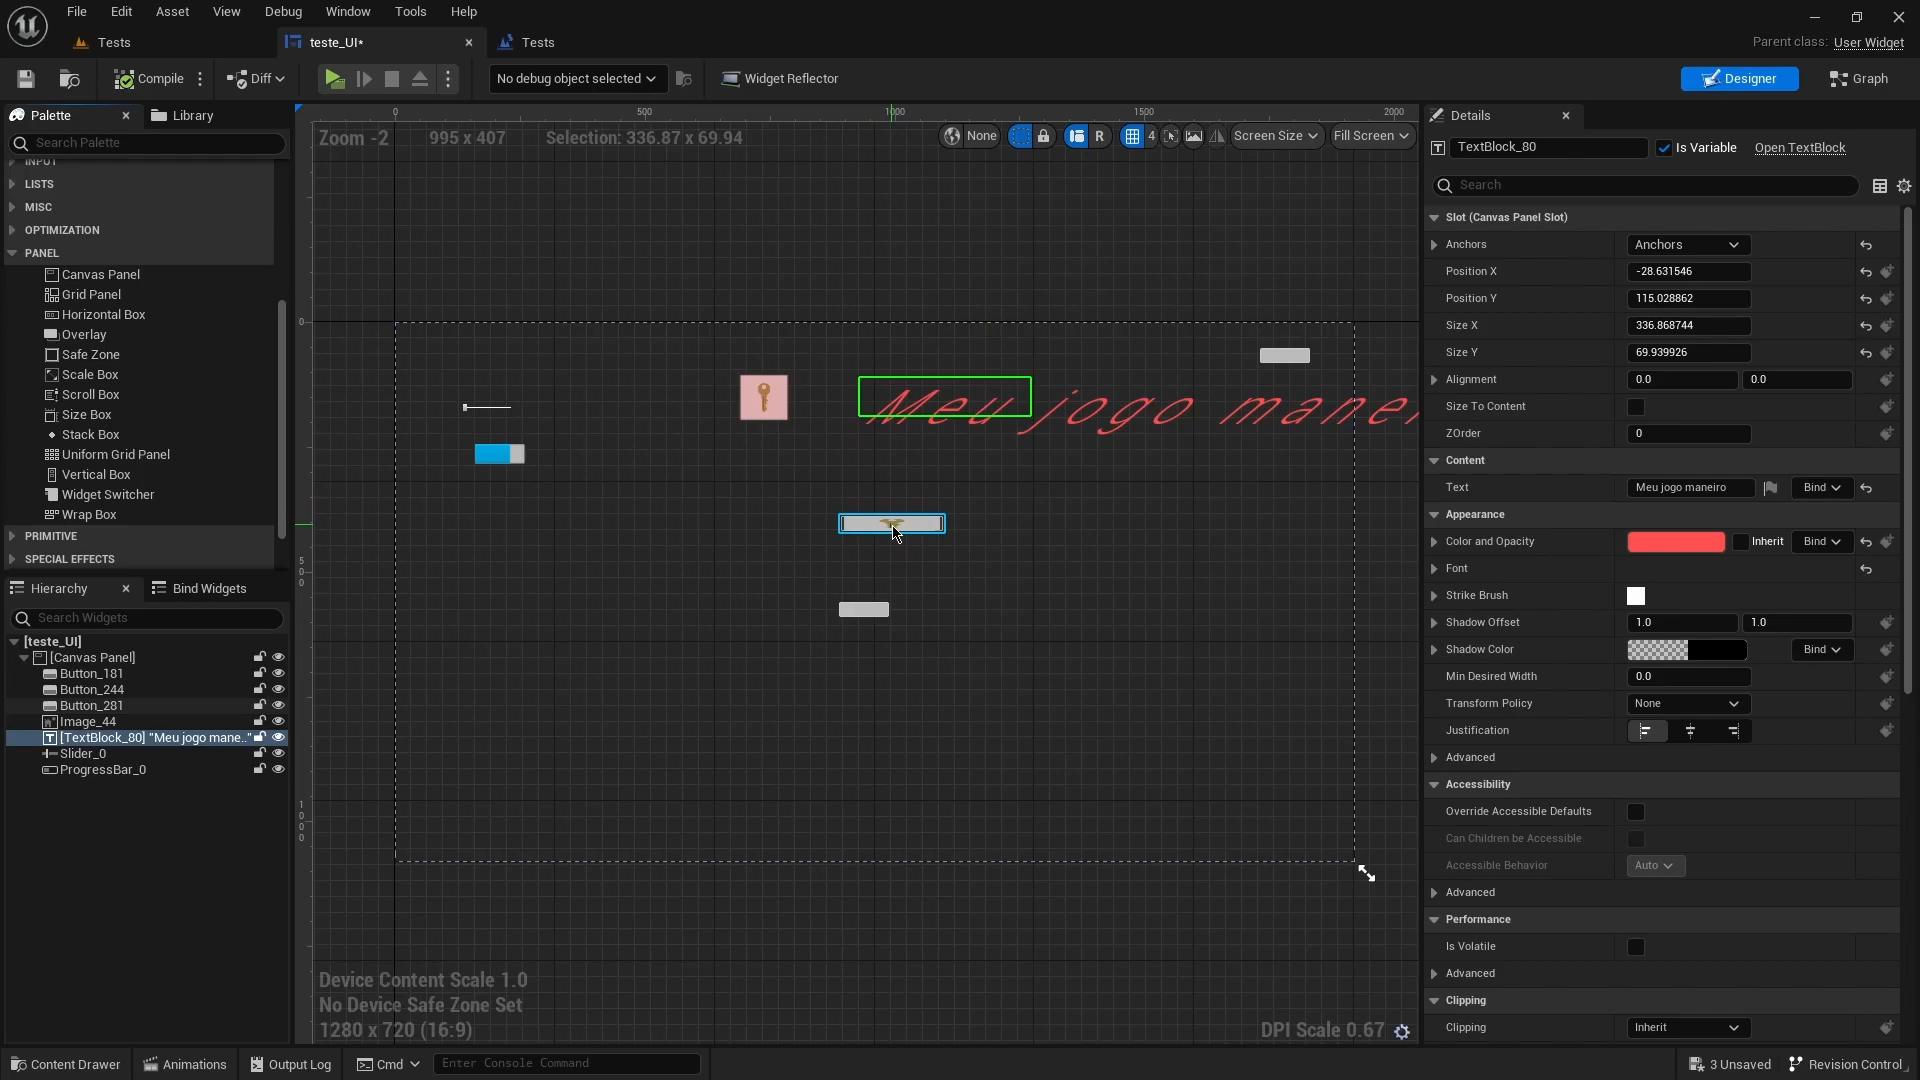 File Edit Asset View Debug Window Tools Help
Tests
teste_UI*
Tests
Parent class: User Widget
Compile
Diff
No debug object selected
Widget Reflector
Designer
Graph
Palette
Library
Search Palette
INPUT
LISTS
MISC
OPTIMIZATION
PANEL
Canvas Panel
Grid Panel
Horizontal Box
Overlay
Safe Zone
Scale Box
Scroll Box
Size Box
Stack Box
Uniform Grid Panel
Vertical Box
Widget Switcher
Wrap Box
PRIMITIVE
SPECIAL EFFECTS
Hierarchy
Bind Widgets
Search Widgets
[teste_UI]
[Canvas Panel]
Button_181
Button_244
Button_281
Image_44
[TextBlock_80] "Meu jogo mane.."
Slider_0
ProgressBar_0
0 500 1000 1500 2000
Zoom -2 995 x 407 Selection: 336.87 x 69.94
None
R
4
Screen Size
Fill Screen
0
500
1000
Meu jogo manei
Device Content Scale 1.0
No Device Safe Zone Set
1280 x 720 (16:9)
DPI Scale 0.67
Details
TextBlock_80
Is Variable
Open TextBlock
Search
Slot (Canvas Panel Slot)
Anchors Anchors
Position X -28.631546
Position Y 115.028862
Size X 336.868744
Size Y 69.939926
Alignment 0.0 0.0
Size To Content
ZOrder 0
Content
Text Meu jogo maneiro Bind
Appearance
Color and Opacity Inherit Bind
Font
Strike Brush
Shadow Offset 1.0 1.0
Shadow Color Bind
Min Desired Width 0.0
Transform Policy None
Justification
Advanced
Accessibility
Override Accessible Defaults
Can Children be Accessible
Accessible Behavior Auto
Advanced
Performance
Is Volatile
Advanced
Clipping
Clipping Inherit
Content Drawer
Animations
Output Log
Cmd
Enter Console Command
3 Unsaved
Revision Control